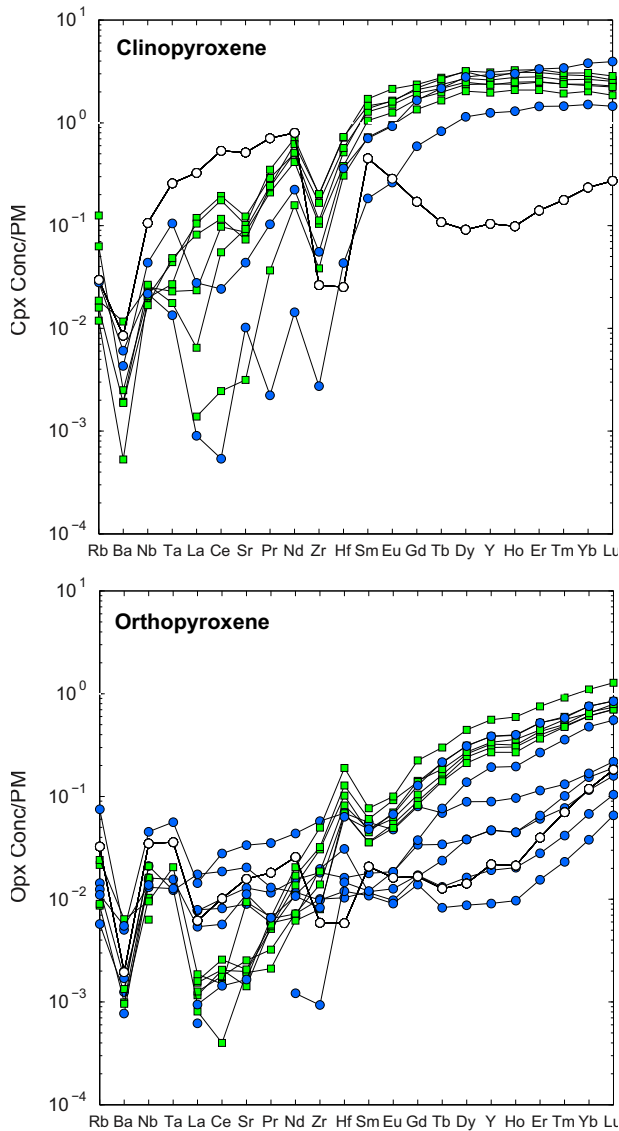 Clinopyroxene
Cpx Conc/PM
10^1
10^0
10^−1
10^−2
10^−3
10^−4
Rb Ba Nb Ta La Ce Sr Pr Nd Zr Hf Sm Eu Gd Tb Dy Y Ho Er Tm Yb Lu
Orthopyroxene
Opx Conc/PM
10^1
10^0
10^−1
10^−2
10^−3
10^−4
Rb Ba Nb Ta La Ce Sr Pr Nd Zr Hf Sm Eu Gd Tb Dy Y Ho Er Tm Yb Lu